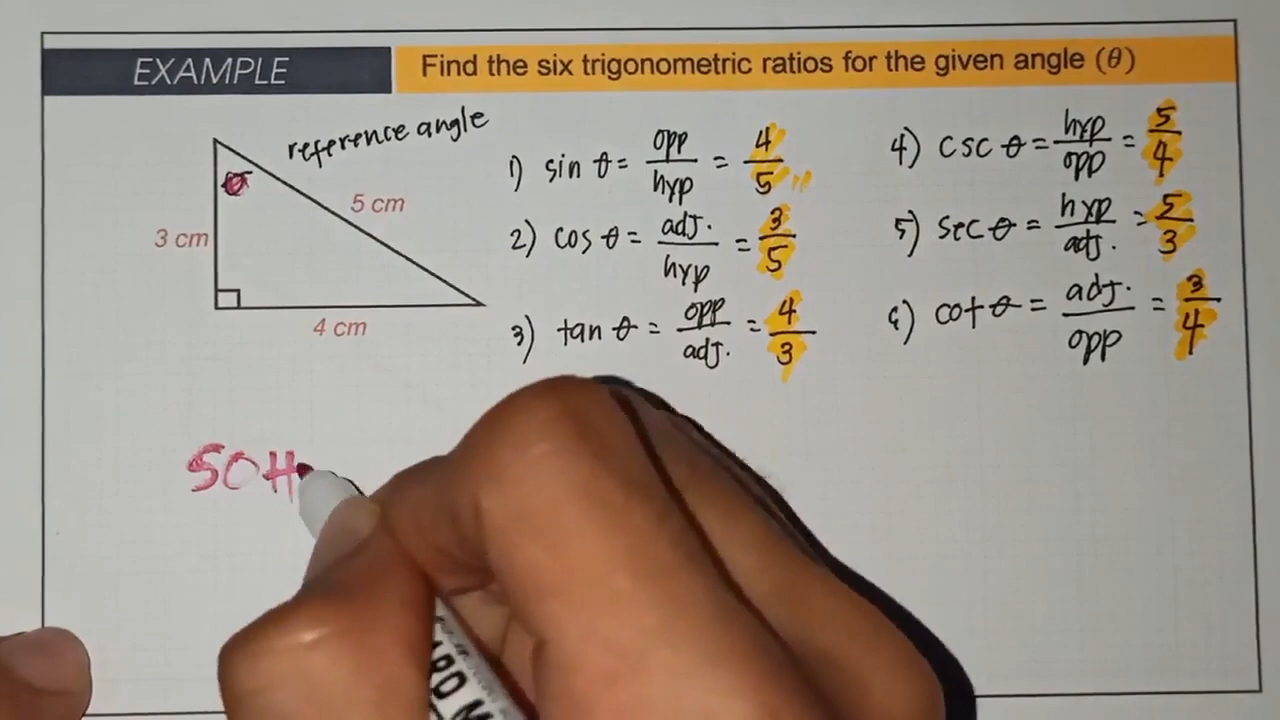 EXAMPLE
Find the six trigonometric ratios for the given angle (θ)
reference angle
θ
5 cm
3 cm
4 cm
1) sin θ = opp/hyp = 4/5 "
2) cos θ = adj./hyp = 3/5
3) tan θ = opp/adj. = 4/3
4) csc θ = hyp/opp = 5/4
5) sec θ = hyp/adj. = 5/3
6) cot θ = adj./opp = 3/4
SOH